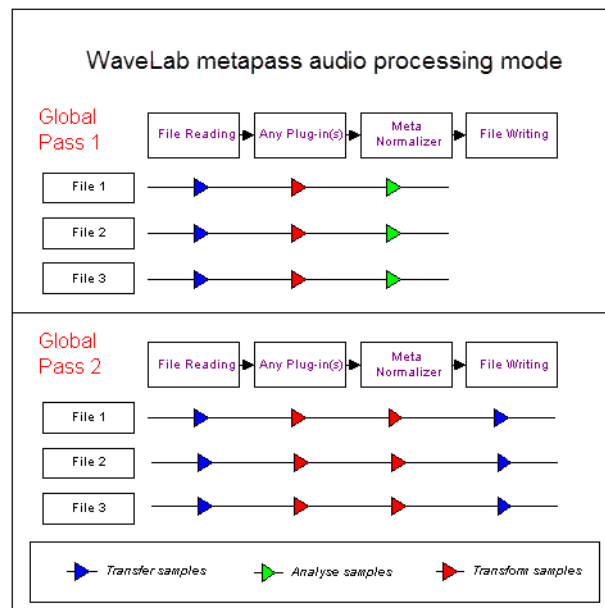 WaveLab metapass audio processing mode
Global
Pass 1
File Reading
Any Plug-in(s)
Meta
Normalizer
File Writing
File 1
File 2
File 3
Global
Pass 2
File Reading
Any Plug-in(s)
Meta
Normalizer
File Writing
File 1
File 2
File 3
Transfer samples
Analyse samples
Transform samples